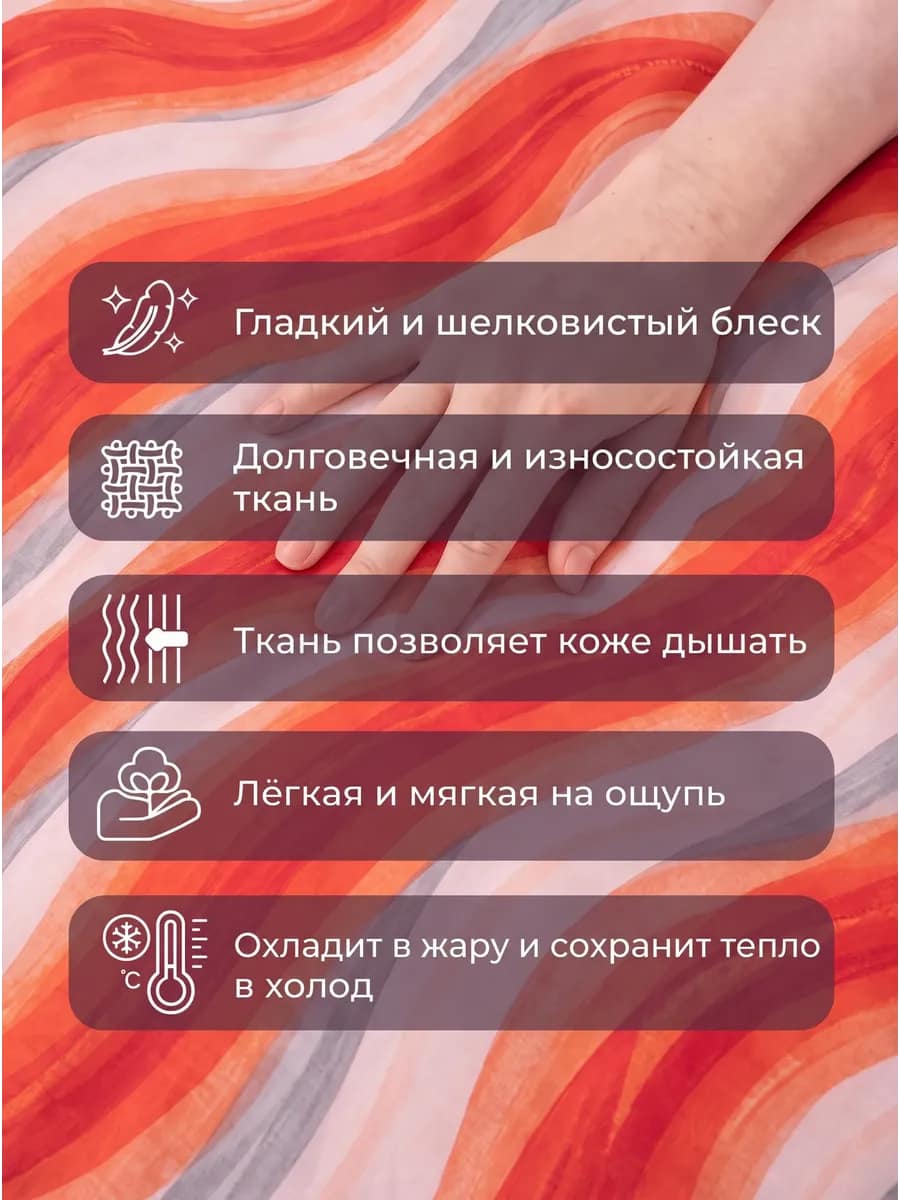 Гладкий и шелковистый блеск
Долговечная и износостойкая
ткань
Ткань позволяет коже дышать
Лёгкая и мягкая на ощупь
°C
Охладит в жару и сохранит тепло
в холод